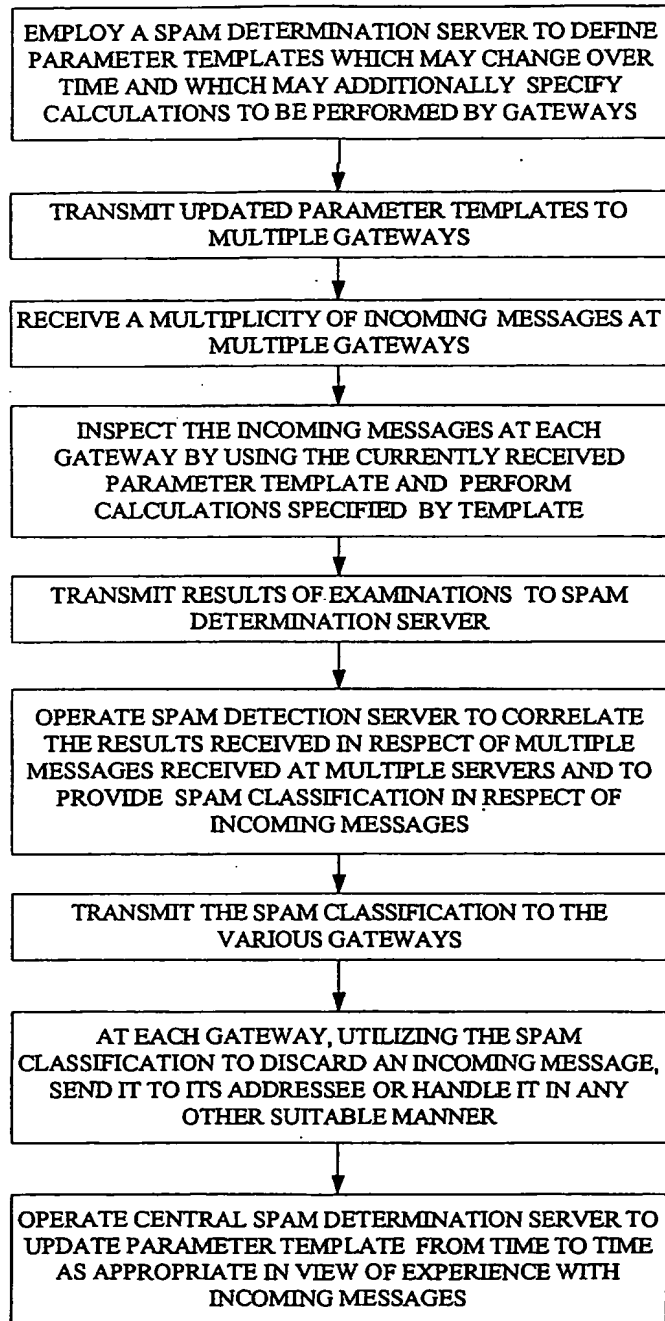 EMPLOY A SPAM DETERMINATION SERVER TO DEFINE
PARAMETER TEMPLATES WHICH MAY CHANGE OVER
TIME AND WHICH MAY ADDITIONALLY SPECIFY
CALCULATIONS TO BE PERFORMED BY GATEWAYS
TRANSMIT UPDATED PARAMETER TEMPLATES TO
MULTIPLE GATEWAYS
RECEIVE A MULTIPLICITY OF INCOMING MESSAGES AT
MULTIPLE GATEWAYS
INSPECT THE INCOMING MESSAGES AT EACH
GATEWAY BY USING THE CURRENTLY RECEIVED
PARAMETER TEMPLATE AND PERFORM
CALCULATIONS SPECIFIED BY TEMPLATE
TRANSMIT RESULTS OF EXAMINATIONS TO SPAM
DETERMINATION SERVER
OPERATE SPAM DETECTION SERVER TO CORRELATE
THE RESULTS RECEIVED IN RESPECT OF MULTIPLE
MESSAGES RECEIVED AT MULTIPLE SERVERS AND TO
PROVIDE SPAM CLASSIFICATION IN RESPECT OF
INCOMING MESSAGES
TRANSMIT THE SPAM CLASSIFICATION TO THE
VARIOUS GATEWAYS
AT EACH GATEWAY, UTILIZING THE SPAM
CLASSIFICATION TO DISCARD AN INCOMING MESSAGE,
SEND IT TO ITS ADDRESSEE OR HANDLE IT IN ANY
OTHER SUITABLE MANNER
OPERATE CENTRAL SPAM DETERMINATION SERVER TO
UPDATE PARAMETER TEMPLATE FROM TIME TO TIME
AS APPROPRIATE IN VIEW OF EXPERIENCE WITH
INCOMING MESSAGES